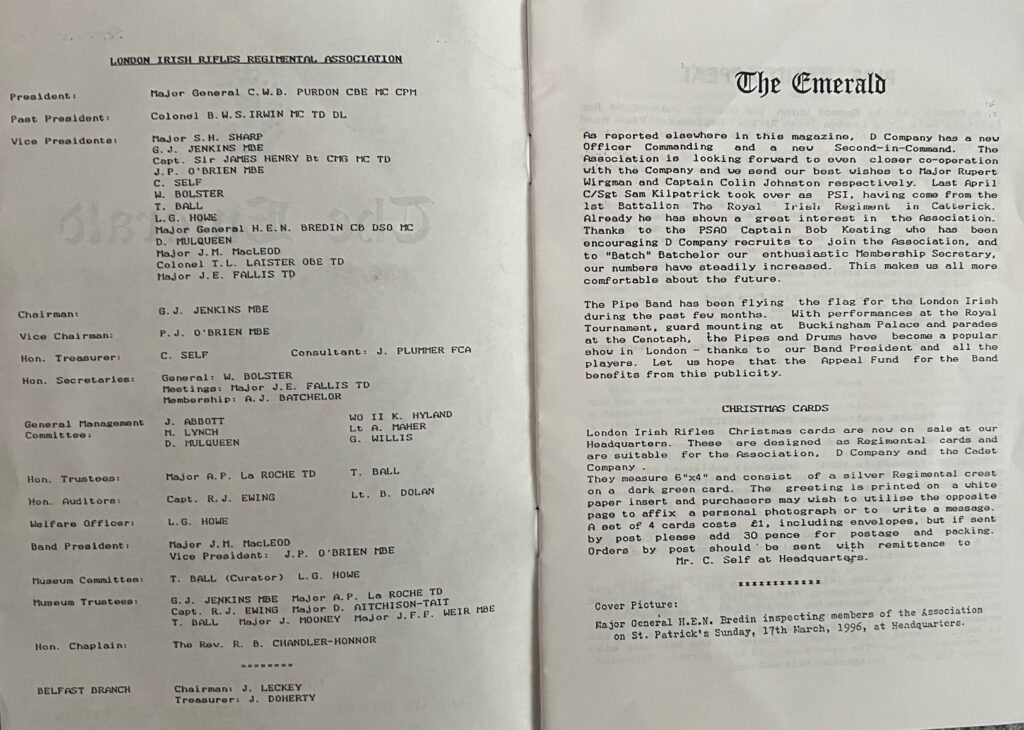 LONDON IRISH RIFLES REGIMENTAL ASSOCIATION
President: Major General C.W.B. PURDON CBE MC CPM
Past President: Colonel B.W.S.IRWIN MC TD DL
Vice Presidents: Major S.H. SHARP
G.J. JENKINS MBE
Capt. Sir JAMES HENRY Bt CMG MC TD
J.P. O'BRIEN MBE
C. SELF
W. BOLSTER
T. BALL
L.G. HOWE
Major General H.E.N. BREDIN CB DSO MC
D. MULQUEEN
Major J.M. MacLEOD
Colonel T.L. LAISTER OBE TD
Major J.E. FALLIS TD
Chairman: G.J. JENKINS MBE
Vice Chairman: P.J. O'BRIEN MBE
Hon. Treasurer: C. SELF Consultant: J. PLUMMER FCA
Hon. Secretaries: General: W. BOLSTER
Meetings: Major J.E. FALLIS TD
Membership: A.J. BATCHELOR
General Management Committee: J. ABBOTT WO II K. HYLAND
M. LYNCH Lt A. MAHER
D. MULQUEEN G. WILLIS
Hon. Trustees: Major A.P. La ROCHE TD T. BALL
Hon. Auditors: Capt. R.J. EWING Lt. B. DOLAN
Welfare Officer: L.G. HOWE
Band President: Major J.M. MacLEOD
Vice President: J.P. O'BRIEN MBE
Museum Committee: T. BALL (Curator) L.G. HOWE
Museum Trustees: G.J. JENKINS MBE Major A.P. La ROCHE TD
Capt. R.J. EWING Major D. AITCHISON-TAIT
T. BALL Major J. MOONEY Major J.F.F. WEIR MBE
Hon. Chaplain: The Rev. R. B. CHANDLER-HONNOR
********
BELFAST BRANCH Chairman: J. LECKEY
Treasurer: J. DOHERTY
The Emerald
As reported elsewhere in this magazine, D Company has a new
Officer Commanding and a new Second-in-Command. The
Association is looking forward to even closer co-operation
with the Company and we send our best wishes to Major Rupert
Wirgman and Captain Colin Johnston respectively. Last April
C/Sgt Sam Kilpatrick took over as PSI, having come from the
1st Battalion The Royal Irish Regiment in Catterick.
Already he has shown a great interest in the Association.
Thanks to the PSAO Captain Bob Keating who has been
encouraging D Company recruits to join the Association, and
to "Batch" Batchelor our enthusiastic Membership Secretary,
our numbers have steadily increased. This makes us all more
comfortable about the future.
The Pipe Band has been flying the flag for the London Irish
during the past few months. With performances at the Royal
Tournament, guard mounting at Buckingham Palace and parades
at the Cenotaph, the Pipes and Drums have become a popular
show in London - thanks to our Band President and all the
players. Let us hope that the Appeal Fund for the Band
benefits from this publicity.
CHRISTMAS CARDS
London Irish Rifles Christmas cards are now on sale at our
Headquarters. These are designed as Regimental cards and
are suitable for the Association, D Company and the Cadet
Company .
They measure 6"x4" and consist of a silver Regimental crest
on a dark green card. The greeting is printed on a white
paper insert and purchasers may wish to utilise the opposite
page to affix a personal photograph or to write a message.
A set of 4 cards costs £1, including envelopes, but if sent
by post please add 30 pence for postage and packing.
Orders by post should be sent with remittance to
Mr. C. Self at Headquarters.
***********
Cover Picture:
Major General H.E.N. Bredin inspecting members of the Association
on St. Patrick's Sunday, 17th March, 1996, at Headquarters.